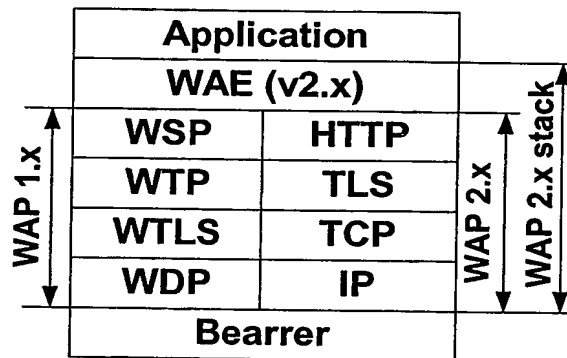 Application
WAE (v2.x)
WSP HTTP
WTP TLS
WTLS TCP
WDP IP
Bearrer
WAP 1.x
WAP 2.x
WAP 2.x stack